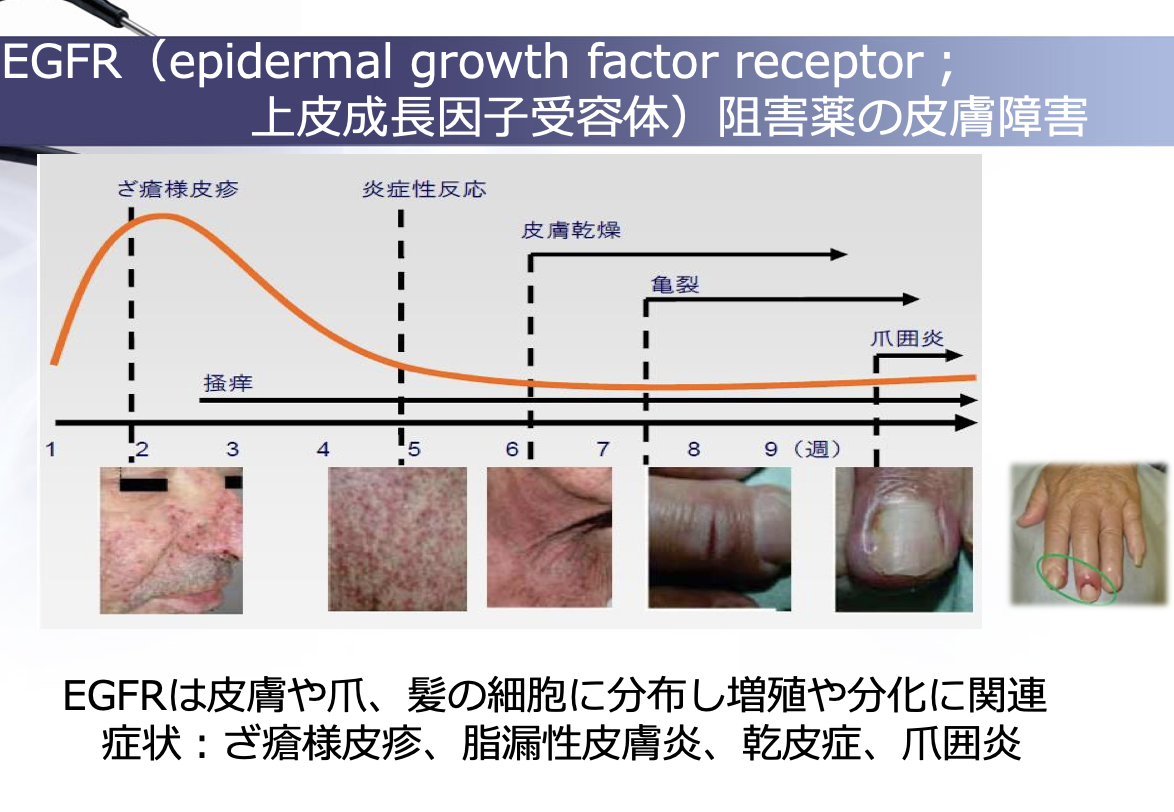 EGFR（epidermal growth factor receptor；
上皮成長因子受容体）阻害薬の皮膚障害
ざ瘡様皮疹
炎症性反応
皮膚乾燥
亀裂
爪囲炎
掻痒
1 2 3 4 5 6 7 8 9（週）
EGFRは皮膚や爪、髪の細胞に分布し増殖や分化に関連
症状：ざ瘡様皮疹、脂漏性皮膚炎、乾皮症、爪囲炎